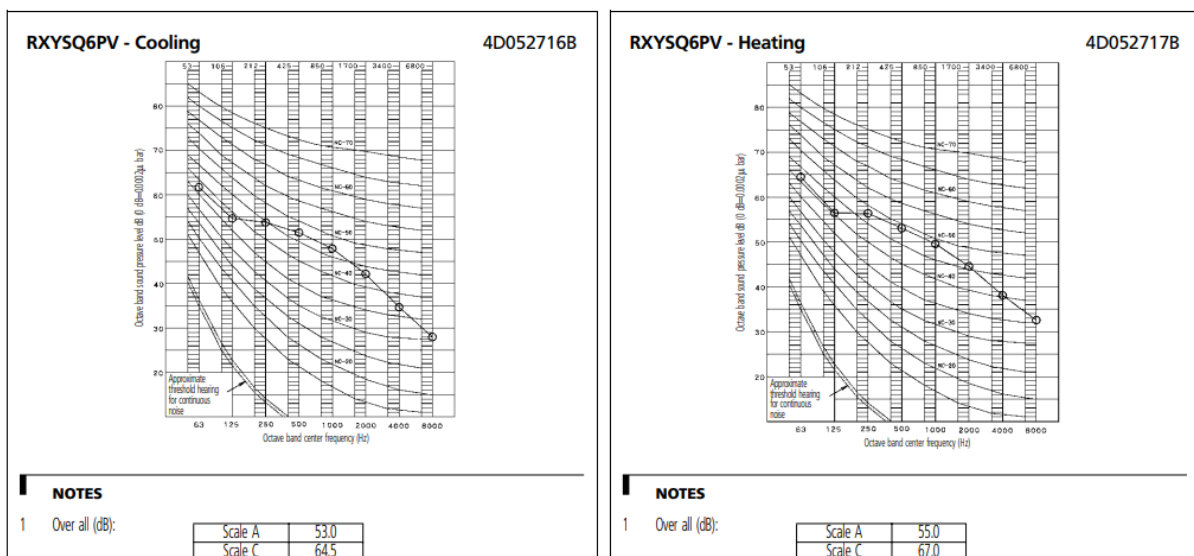 RXYSQ6PV - Cooling 4D052716B
53 106 212 425 850 1700 3400 6800
80
70
60
50
40
30
20
NC-70
NC-60
NC-50
NC-40
NC-30
NC-20
Octave band sound pressure level dB (0 dB=0.0002µ bar)
Approximate
threshold hearing
for continuous
noise
63 125 250 500 1000 2000 4000 8000
Octave band center frequency (Hz)
NOTES
1 Over all (dB):
Scale A 53.0
Scale C 64.5
RXYSQ6PV - Heating 4D052717B
53 106 212 425 850 1700 3400 6800
80
70
60
50
40
30
20
NC-70
NC-60
NC-50
NC-40
NC-30
NC-20
Octave band sound pressure level dB (0 dB=0.0002µ bar)
Approximate
threshold hearing
for continuous
noise
63 125 250 500 1000 2000 4000 8000
Octave band center frequency (Hz)
NOTES
1 Over all (dB):
Scale A 55.0
Scale C 67.0